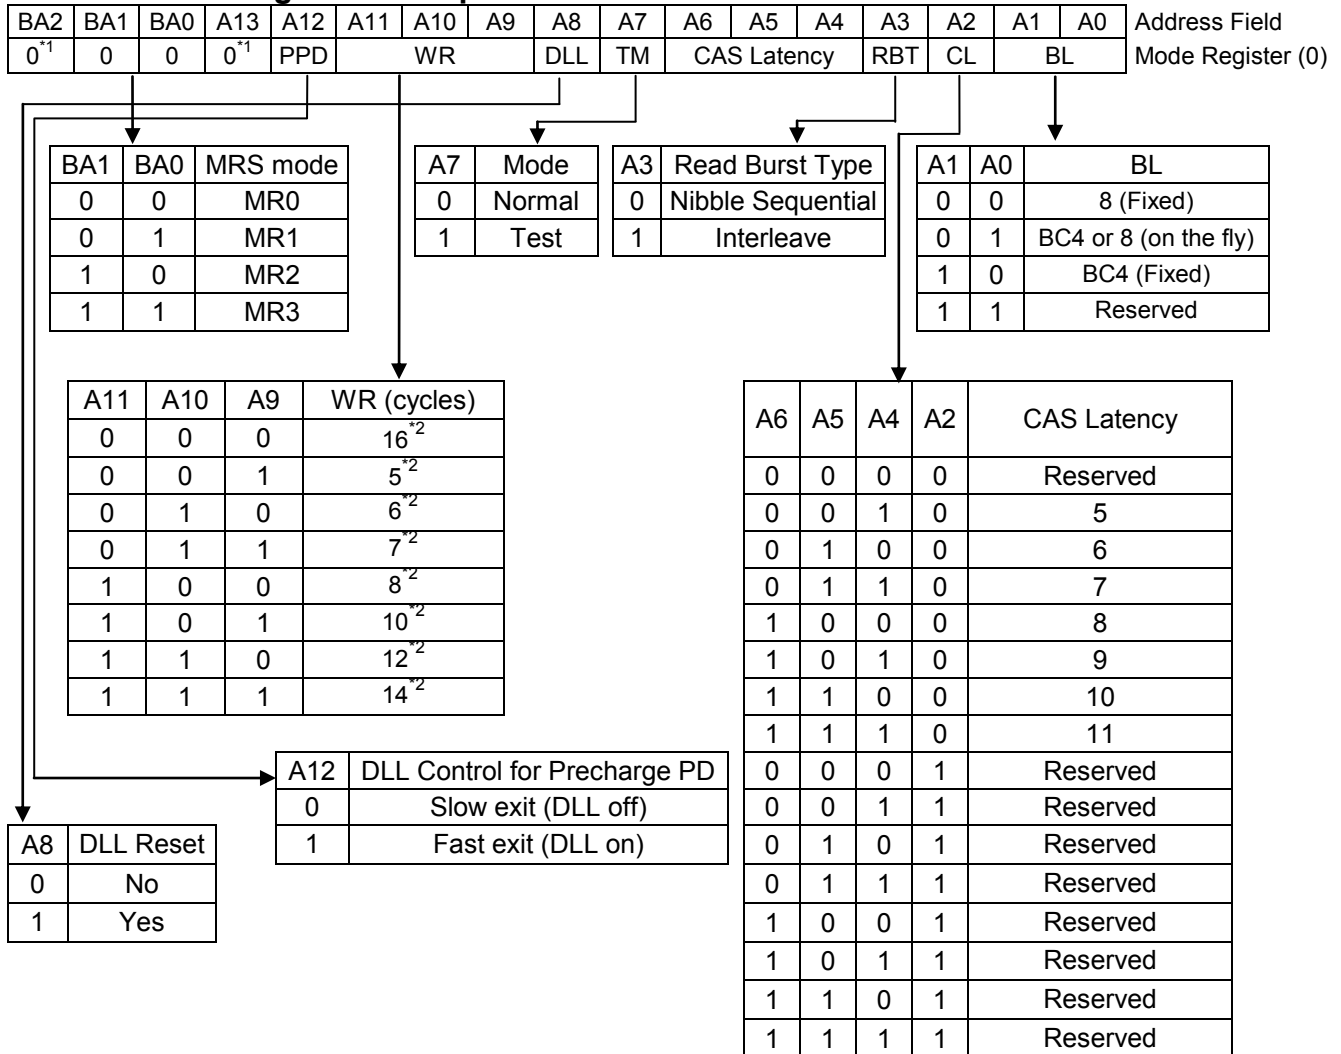 BA2 BA1 BA0 A13 A12 A11 A10 A9 A8 A7 A6 A5 A4 A3 A2 A1 A0 Address Field
0*1 0 0 0*1 PPD WR DLL TM CAS Latency RBT CL BL Mode Register (0)
BA1 BA0 MRS mode
0 0 MR0
0 1 MR1
1 0 MR2
1 1 MR3
A7 Mode
0 Normal
1 Test
A3 Read Burst Type
0 Nibble Sequential
1 Interleave
A1 A0 BL
0 0 8 (Fixed)
0 1 BC4 or 8 (on the fly)
1 0 BC4 (Fixed)
1 1 Reserved
A11 A10 A9 WR (cycles)
0 0 0 16*2
0 0 1 5*2
0 1 0 6*2
0 1 1 7*2
1 0 0 8*2
1 0 1 10*2
1 1 0 12*2
1 1 1 14*2
A6 A5 A4 A2 CAS Latency
0 0 0 0 Reserved
0 0 1 0 5
0 1 0 0 6
0 1 1 0 7
1 0 0 0 8
1 0 1 0 9
1 1 0 0 10
1 1 1 0 11
0 0 0 1 Reserved
0 0 1 1 Reserved
0 1 0 1 Reserved
0 1 1 1 Reserved
1 0 0 1 Reserved
1 0 1 1 Reserved
1 1 0 1 Reserved
1 1 1 1 Reserved
A12 DLL Control for Precharge PD
0 Slow exit (DLL off)
1 Fast exit (DLL on)
A8 DLL Reset
0 No
1 Yes